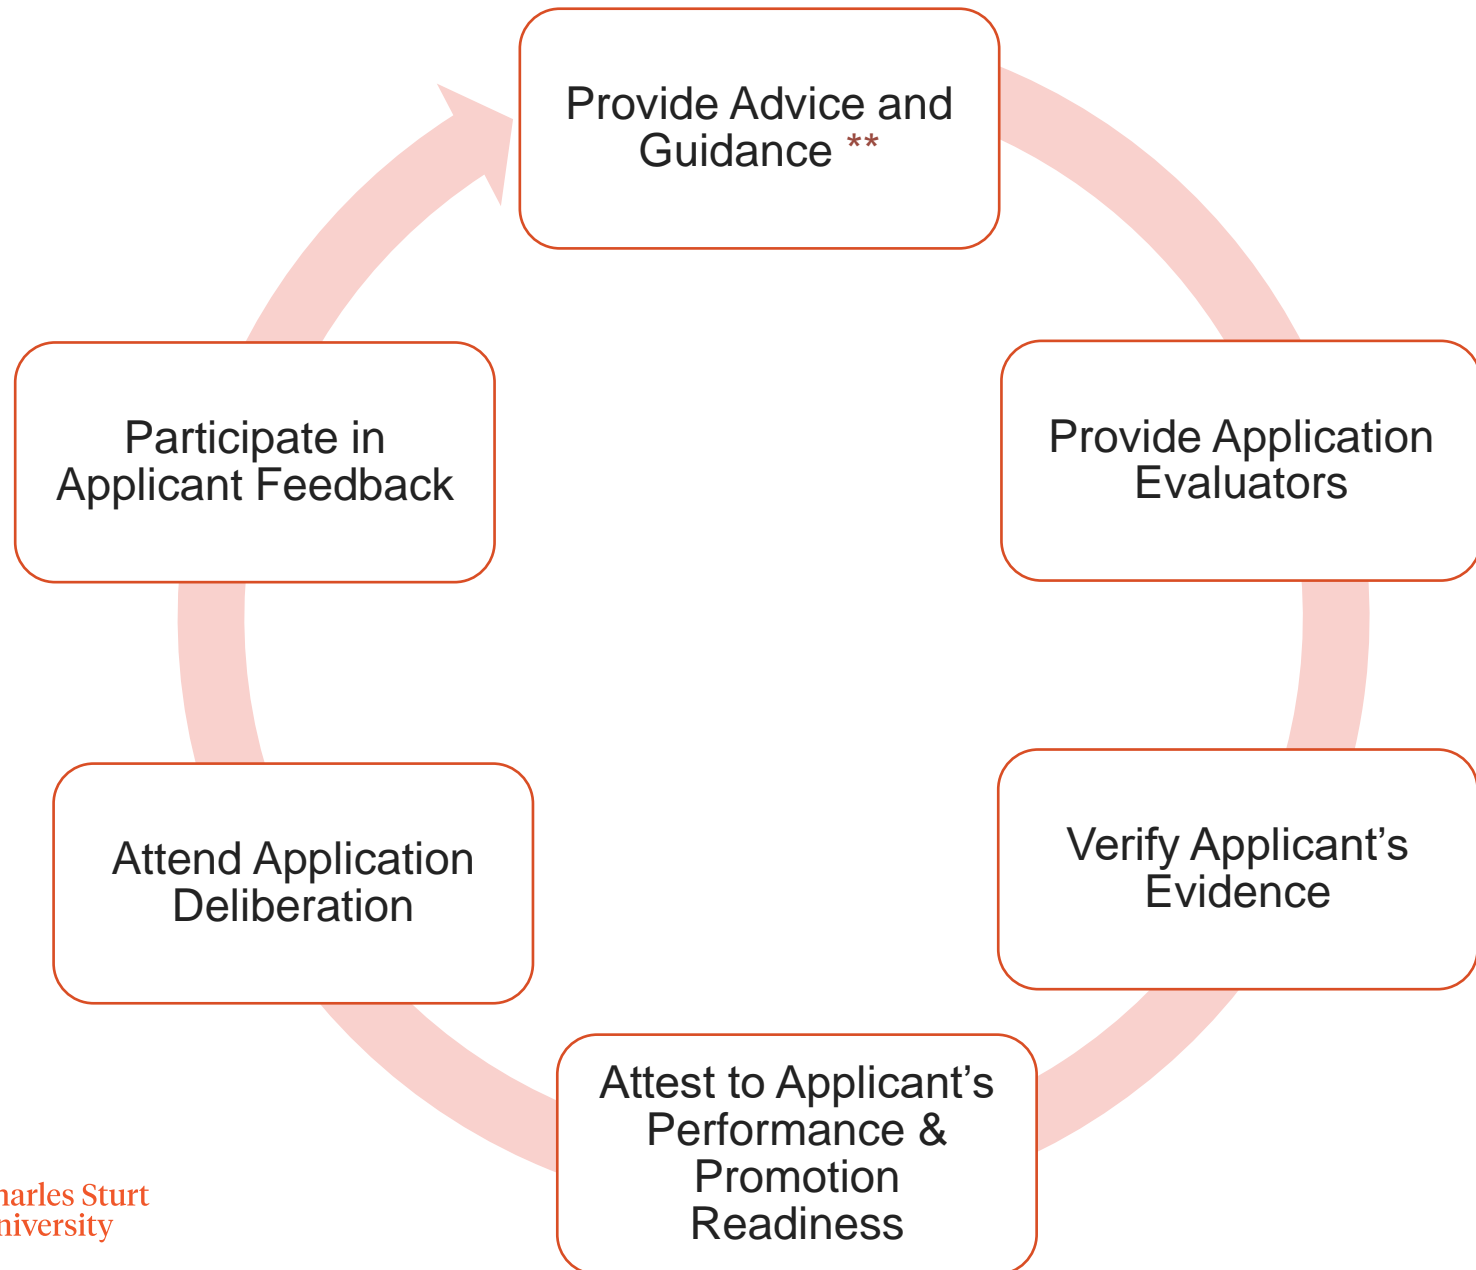 Provide Advice and
Guidance **
Provide Application
Evaluators
Verify Applicant’s
Evidence
Attest to Applicant’s
Performance &
Promotion
Readiness
Attend Application
Deliberation
Participate in
Applicant Feedback
harles Sturt
niversity